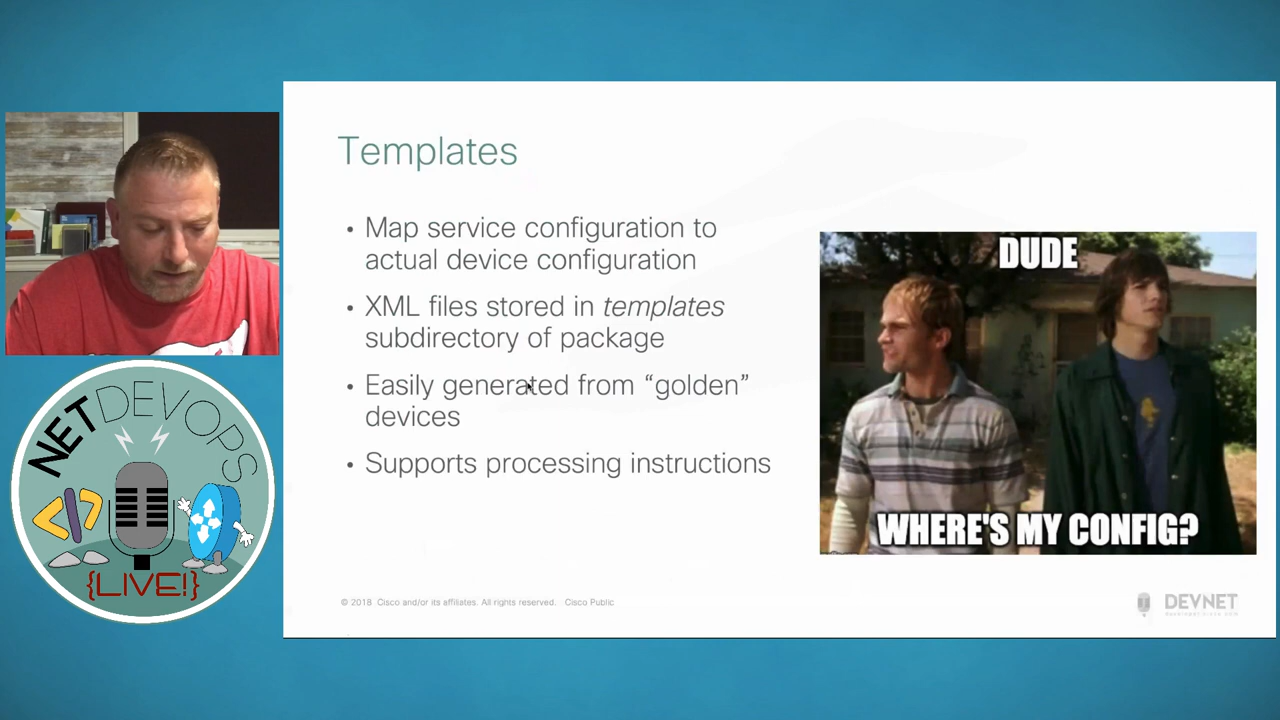 Templates
• Map service configuration to
actual device configuration
• XML files stored in templates
subdirectory of package
• Easily generated from “golden”
devices
• Supports processing instructions
DUDE
WHERE'S MY CONFIG?
NETDEVOPS
</>
{LIVE!}
© 2018 Cisco and/or its affiliates. All rights reserved. Cisco Public
DEVNET